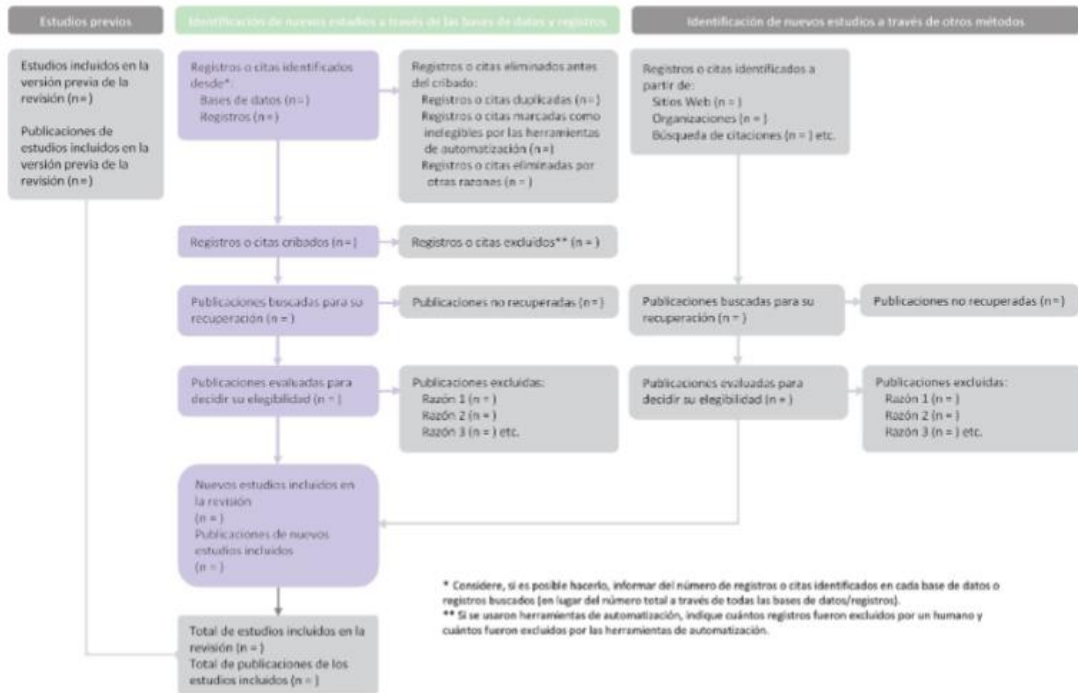 Estudios previos
Identificación de nuevos estudios a través de las bases de datos y registros
Identificación de nuevos estudios a través de otros métodos
Estudios incluidos en la
versión previa de la
revisión (n= )
Publicaciones de
estudios incluidos en la
versión previa de la
revisión (n= )
Registros o citas identificados
desde*:
Bases de datos (n= )
Registros (n= )
Registros o citas eliminados antes
del cribado:
Registros o citas duplicadas (n= )
Registros o citas marcadas como
inelegibles por las herramientas
de automatización (n= )
Registros o citas eliminadas por
otras razones (n = )
Registros o citas identificados a
partir de:
Sitios Web (n = )
Organizaciones (n = )
Búsqueda de citaciones (n = ) etc.
Registros o citas cribados (n= )
Registros o citas excluidos** (n = )
Publicaciones buscadas para su
recuperación (n = )
Publicaciones no recuperadas (n= )
Publicaciones buscadas para su
recuperación (n = )
Publicaciones no recuperadas (n= )
Publicaciones evaluadas para
decidir su elegibilidad (n = )
Publicaciones excluidas:
Razón 1 (n = )
Razón 2 (n = )
Razón 3 (n = ) etc.
Publicaciones evaluadas para
decidir su elegibilidad (n = )
Publicaciones excluidas:
Razón 1 (n = )
Razón 2 (n = )
Razón 3 (n = ) etc.
Nuevos estudios incluidos en
la revisión
(n = )
Publicaciones de nuevos
estudios incluidos
(n = )
* Considere, si es posible hacerlo, informar del número de registros o citas identificados en cada base de datos o
registros buscados (en lugar del número total a través de todas las bases de datos/registros).
** Si se usaron herramientas de automatización, indique cuántos registros fueron excluidos por un humano y
cuántos fueron excluidos por las herramientas de automatización.
Total de estudios incluidos en la
revisión (n = )
Total de publicaciones de los
estudios incluidos (n = )